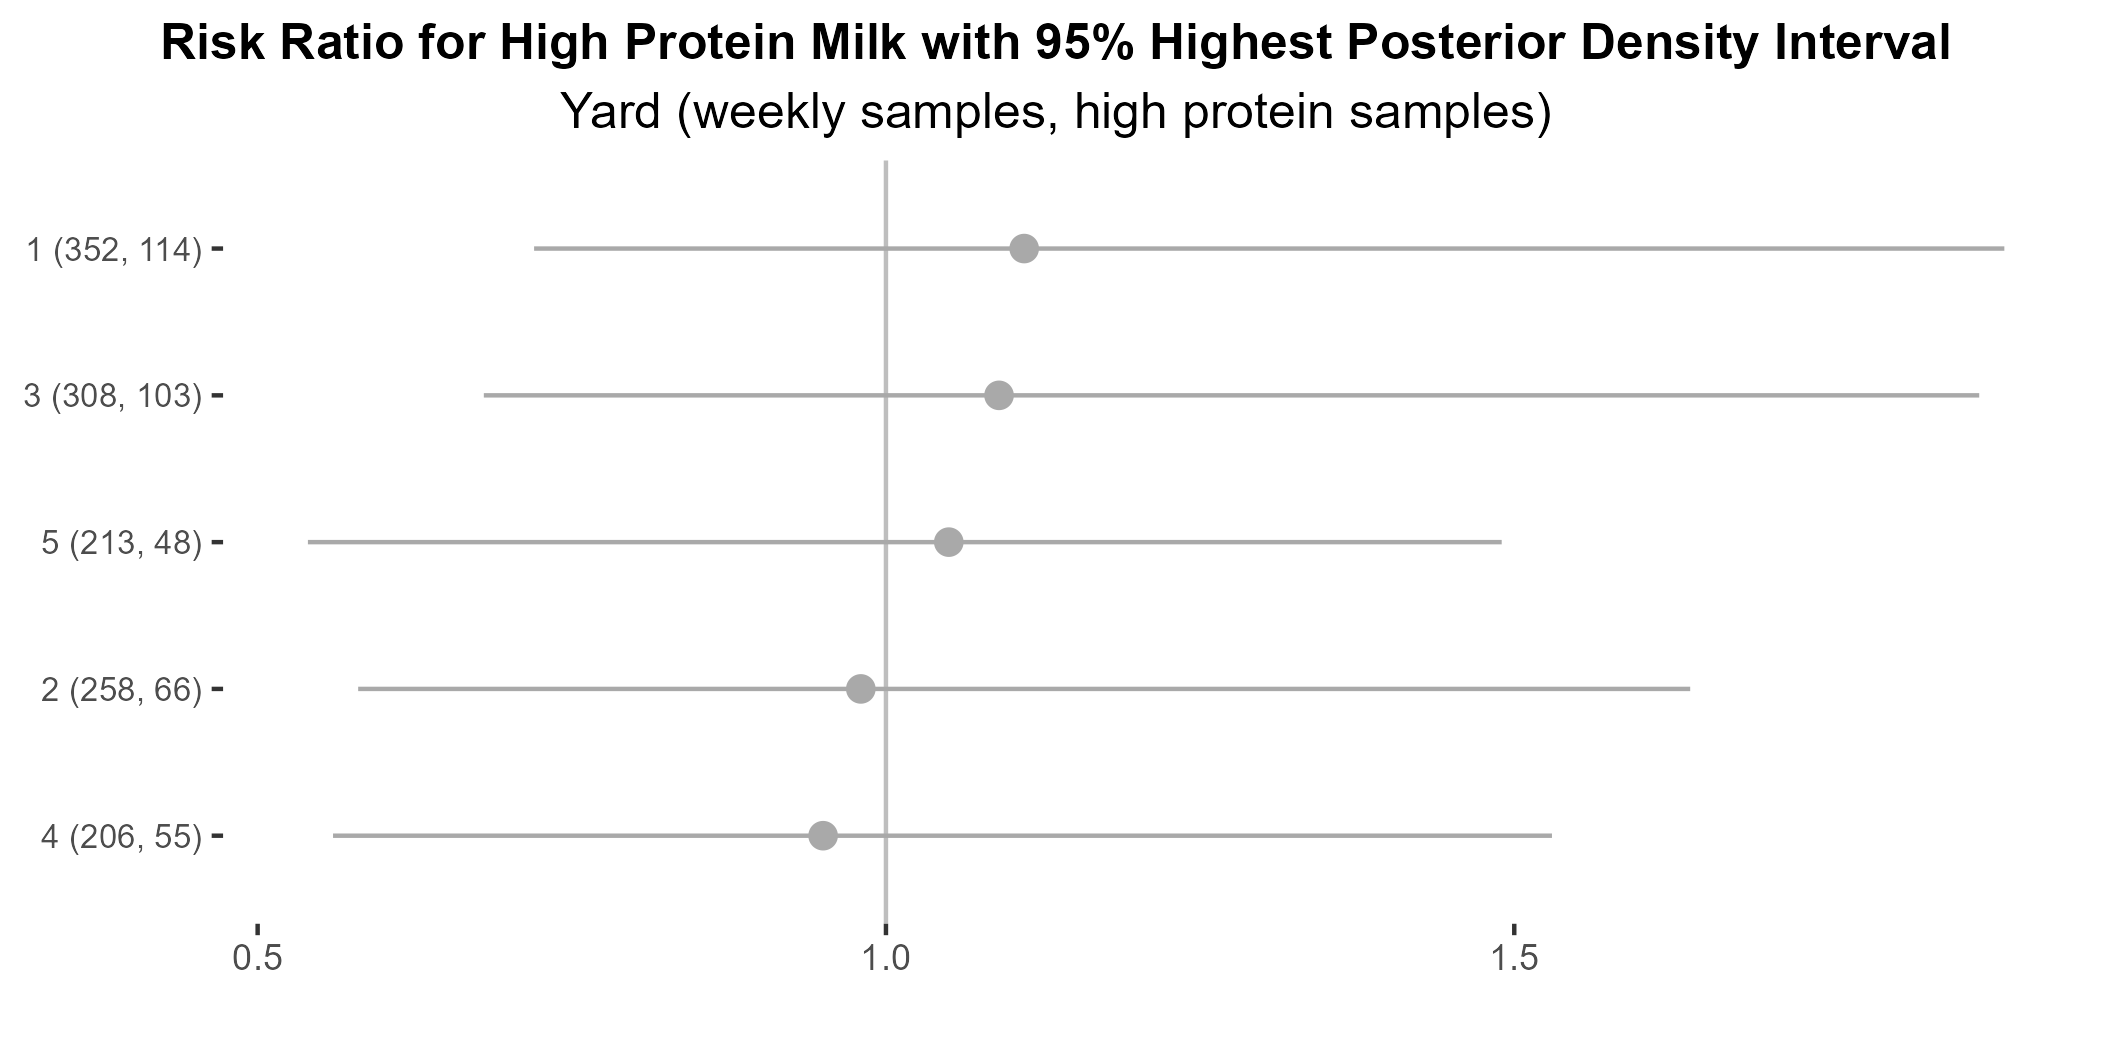 Risk Ratio for High Protein Milk with 95% Highest Posterior Density Interval
Yard (weekly samples, high protein samples)
1 (352, 114)
3 (308, 103)
5 (213, 48)
2 (258, 66)
4 (206, 55)
0.5 1.0 1.5